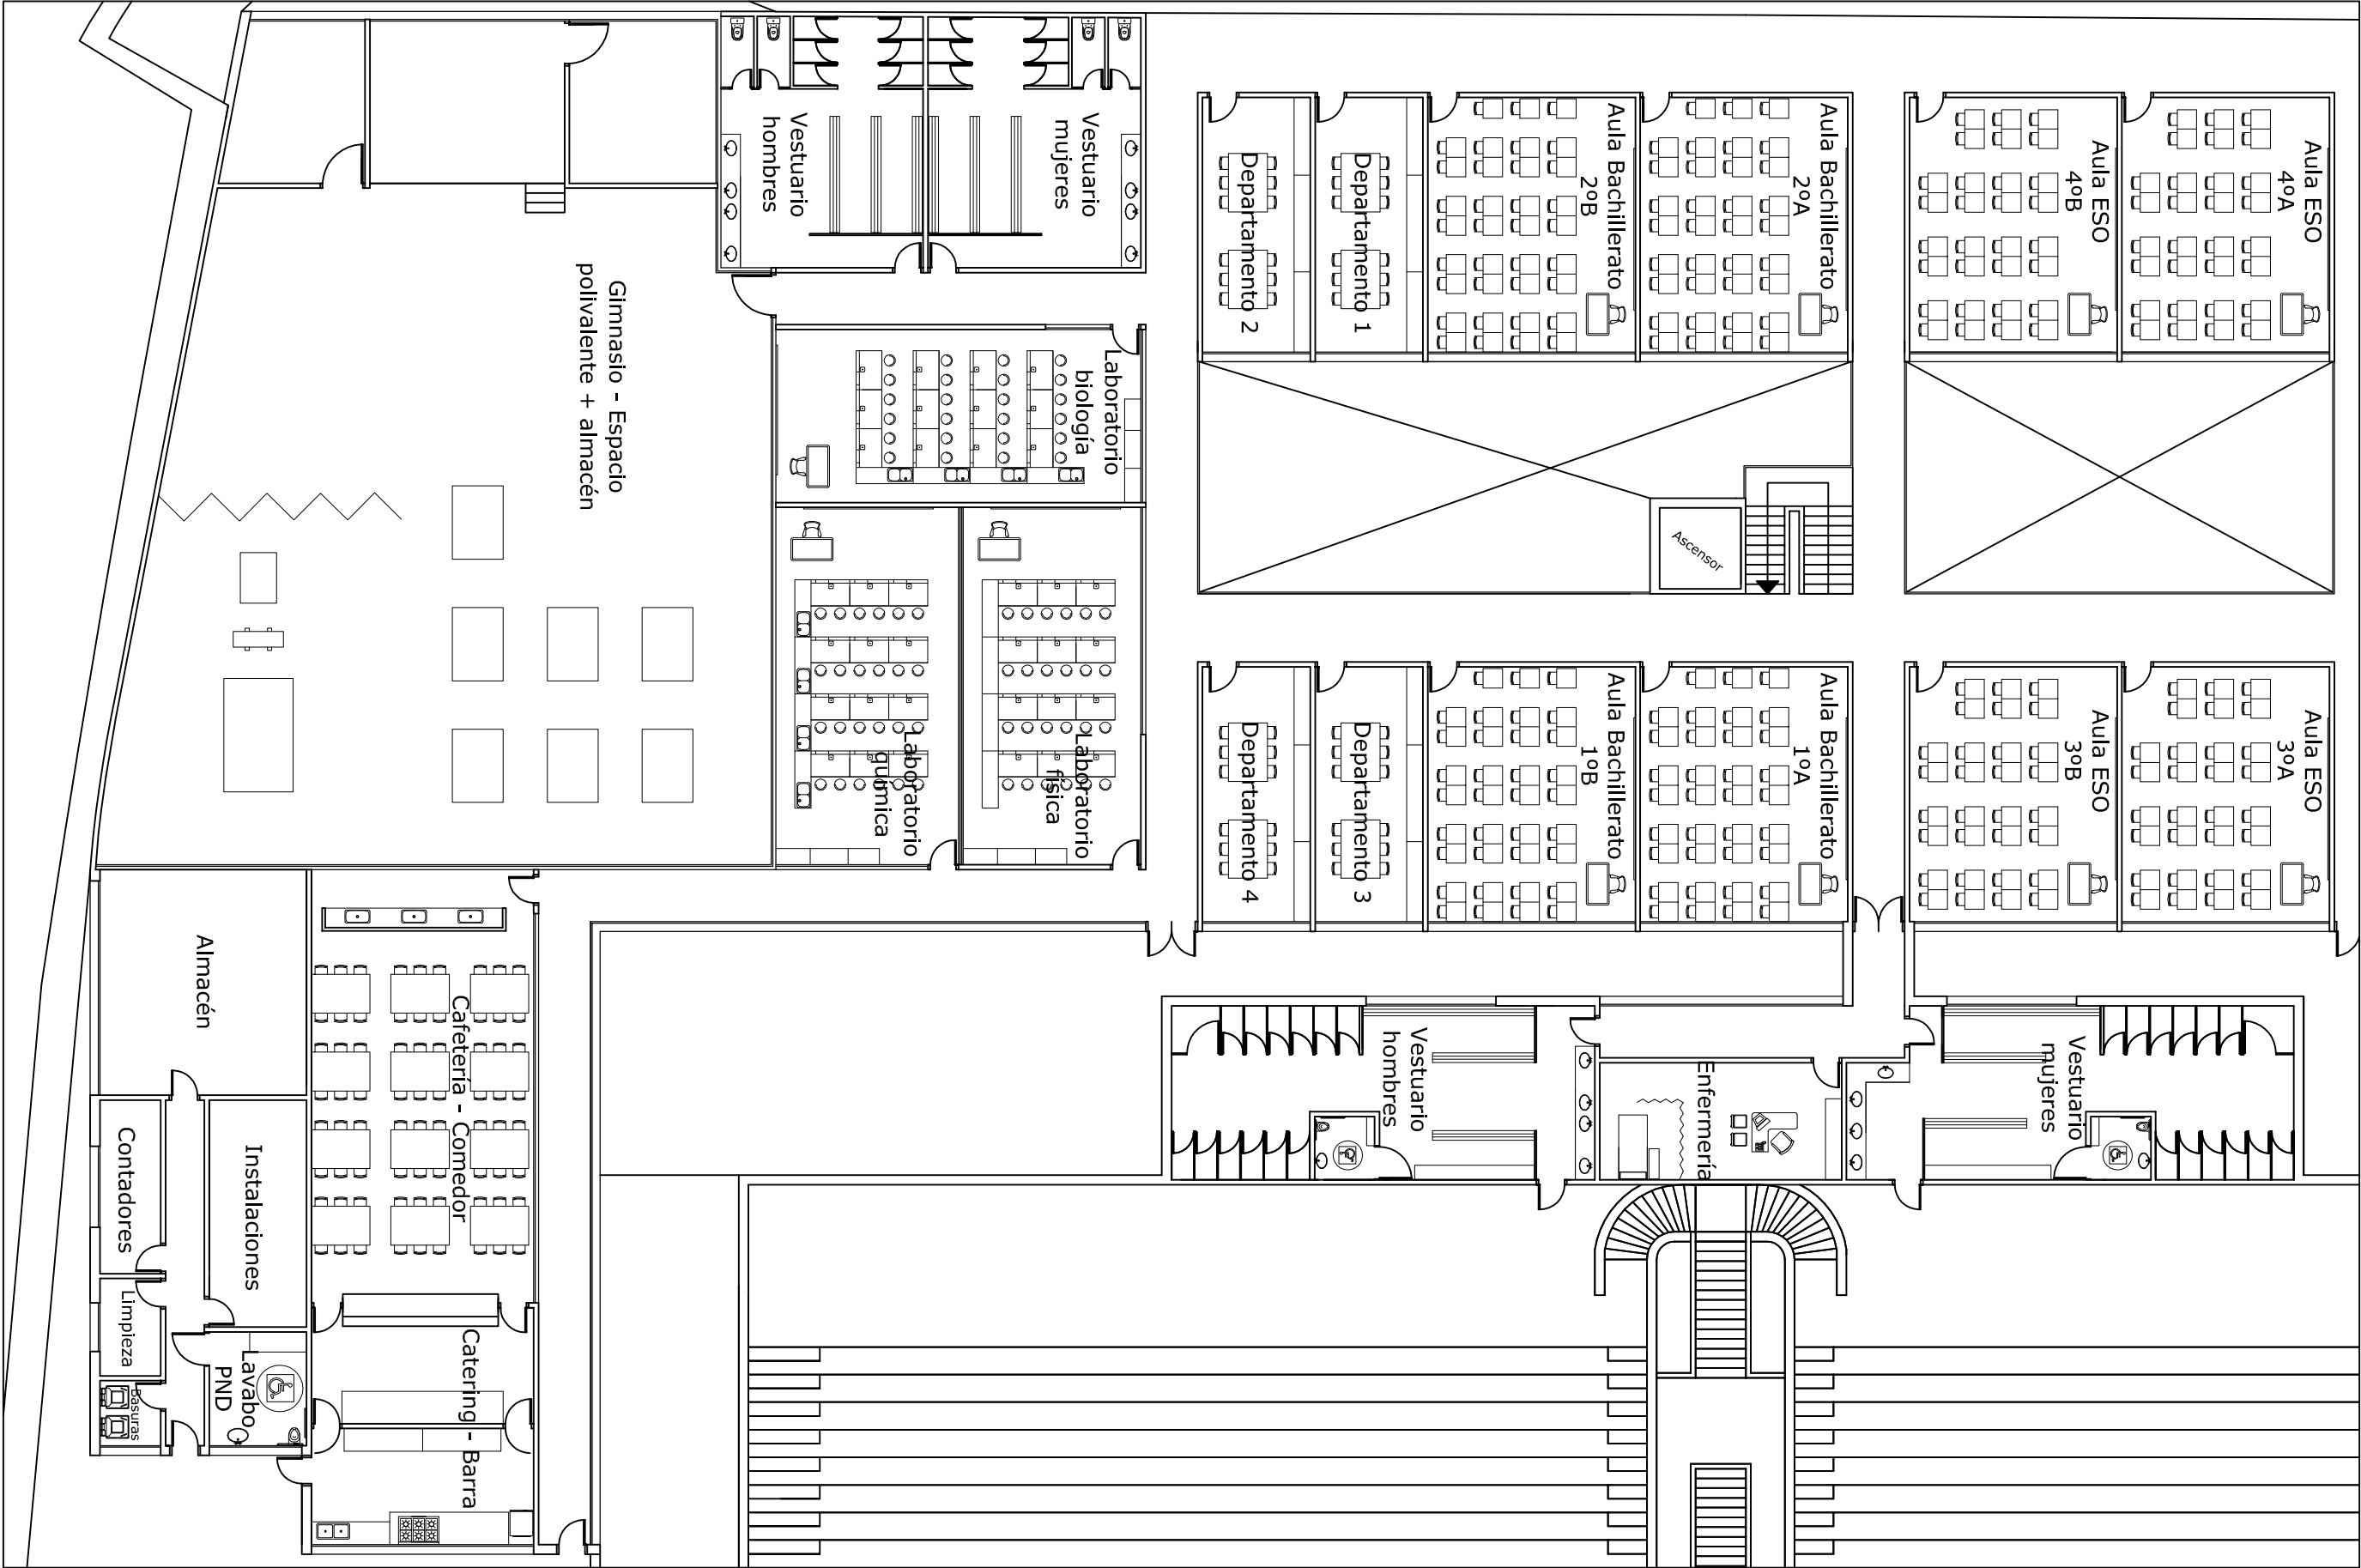 Vestuario
hombres
Vestuario
mujeres
Departamento 2
Departamento 1
Aula Bachillerato
2ºB
Aula Bachillerato
2ºA
Aula ESO
4ºB
Aula ESO
4ºA
Gimnasio - Espacio
polivalente + almacén
Laboratorio
biología
Ascensor
Laboratorio
química
Laboratorio
física
Departamento 4
Departamento 3
Aula Bachillerato
1ºB
Aula Bachillerato
1ºA
Aula ESO
3ºB
Aula ESO
3ºA
Almacén
Cafetería - Comedor
Vestuario
hombres
Enfermería
Vestuario
mujeres
Contadores
Instalaciones
Limpieza
Basuras
Lavabo
PND
Catering - Barra